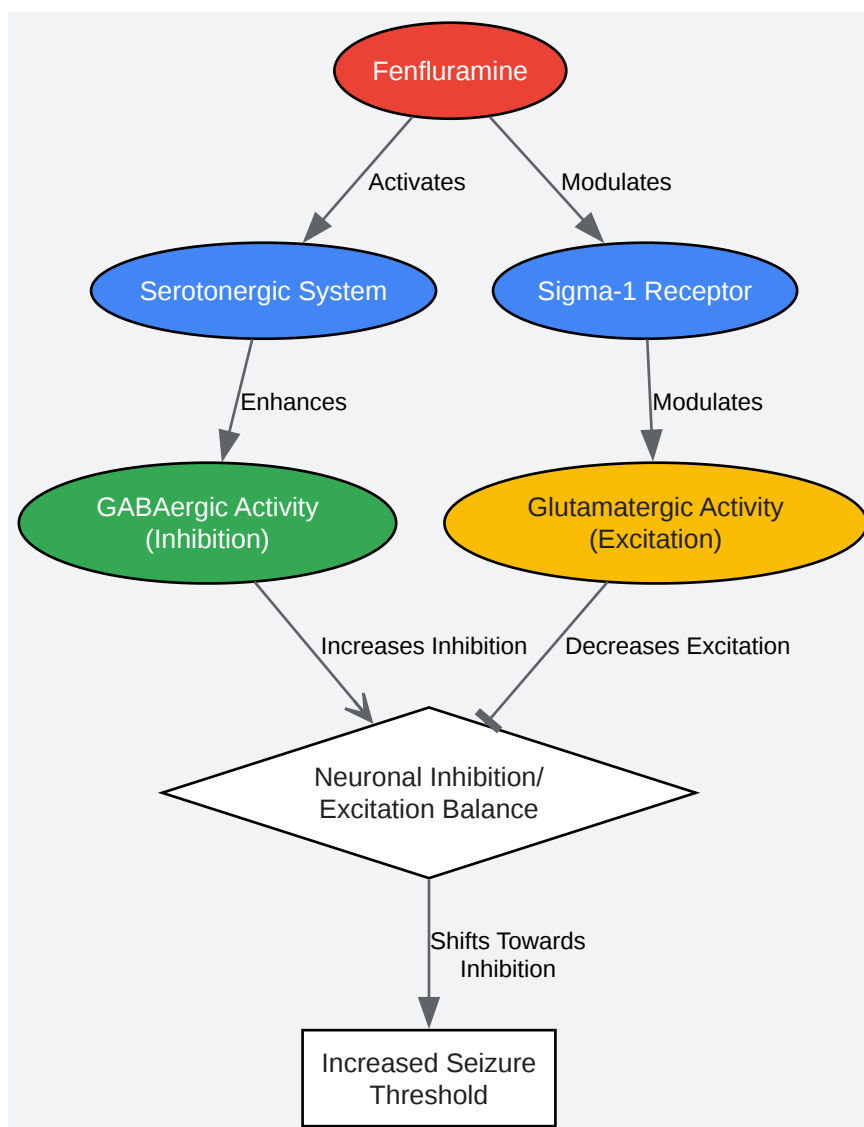 Fenfluramine
Activates
Modulates
Serotonergic System
Sigma-1 Receptor
Enhances
Modulates
GABAergic Activity
(Inhibition)
Glutamatergic Activity
(Excitation)
Increases Inhibition
Decreases Excitation
Neuronal Inhibition/
Excitation Balance
Shifts Towards
Inhibition
Increased Seizure
Threshold